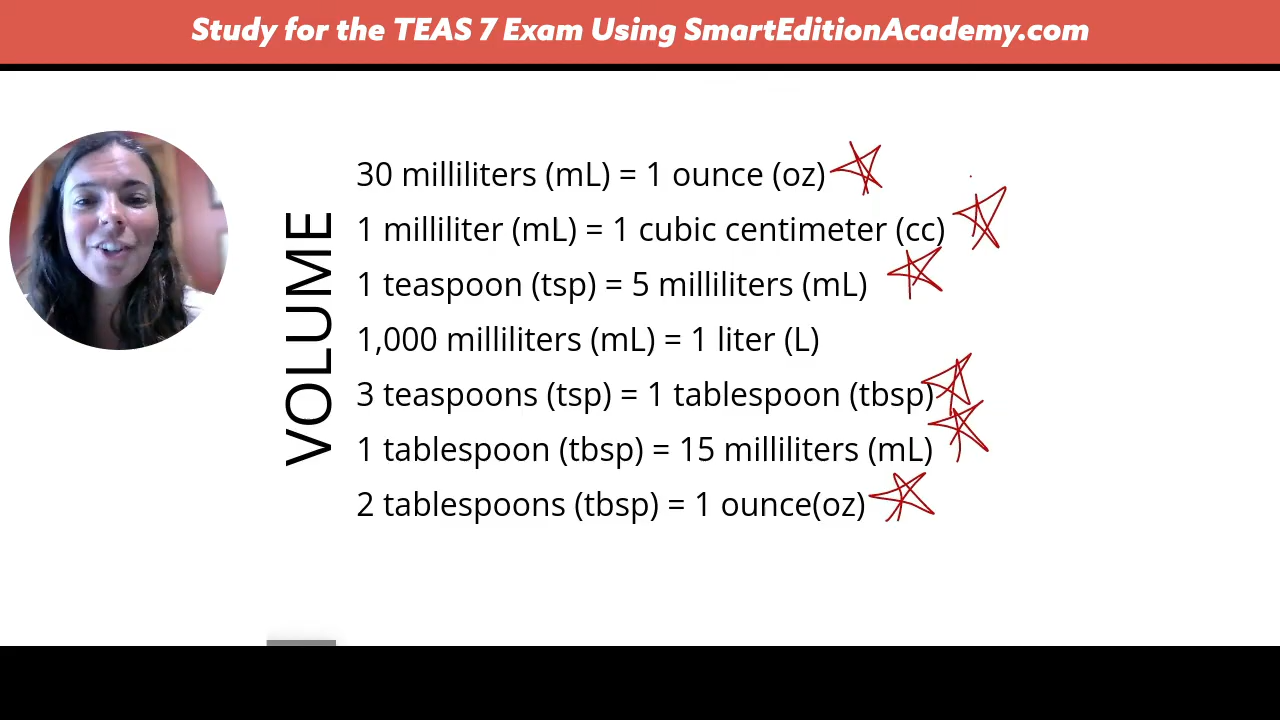 Study for the TEAS 7 Exam Using SmartEditionAcademy.com
VOLUME
30 milliliters (mL) = 1 ounce (oz)
1 milliliter (mL) = 1 cubic centimeter (cc)
1 teaspoon (tsp) = 5 milliliters (mL)
1,000 milliliters (mL) = 1 liter (L)
3 teaspoons (tsp) = 1 tablespoon (tbsp)
1 tablespoon (tbsp) = 15 milliliters (mL)
2 tablespoons (tbsp) = 1 ounce(oz)